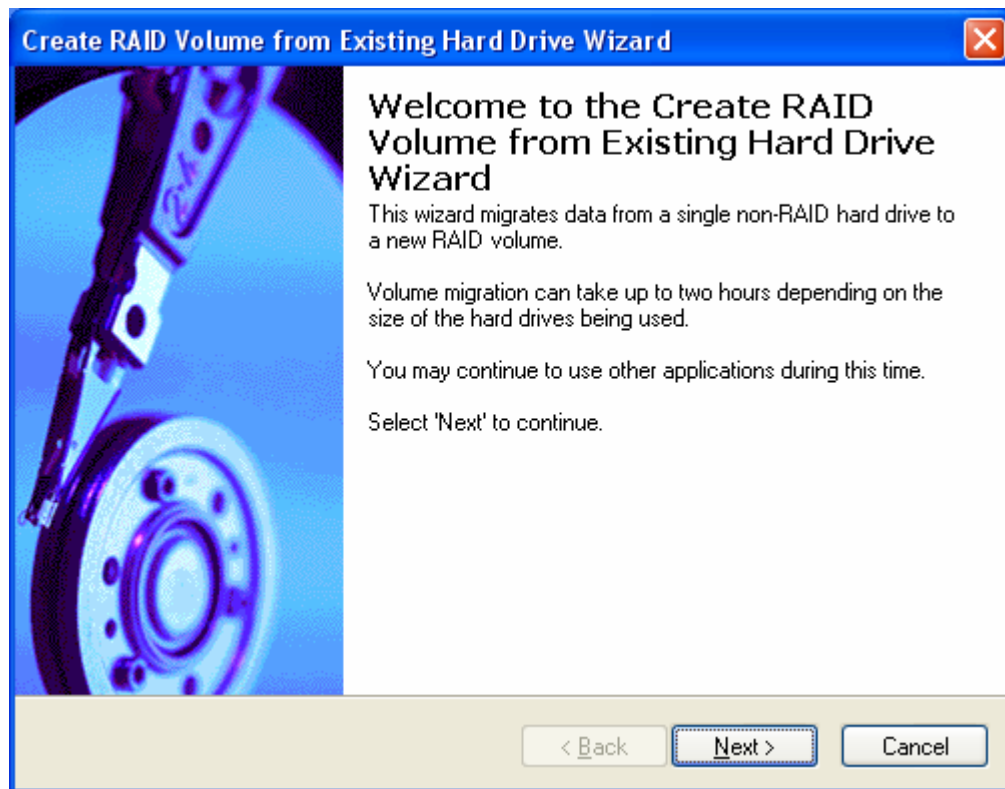 Create RAID Volume from Existing Hard Drive Wizard
Welcome to the Create RAID
Volume from Existing Hard Drive
Wizard
This wizard migrates data from a single non-RAID hard drive to
a new RAID volume.
Volume migration can take up to two hours depending on the
size of the hard drives being used.
You may continue to use other applications during this time.
Select 'Next' to continue.
< Back
Next >
Cancel